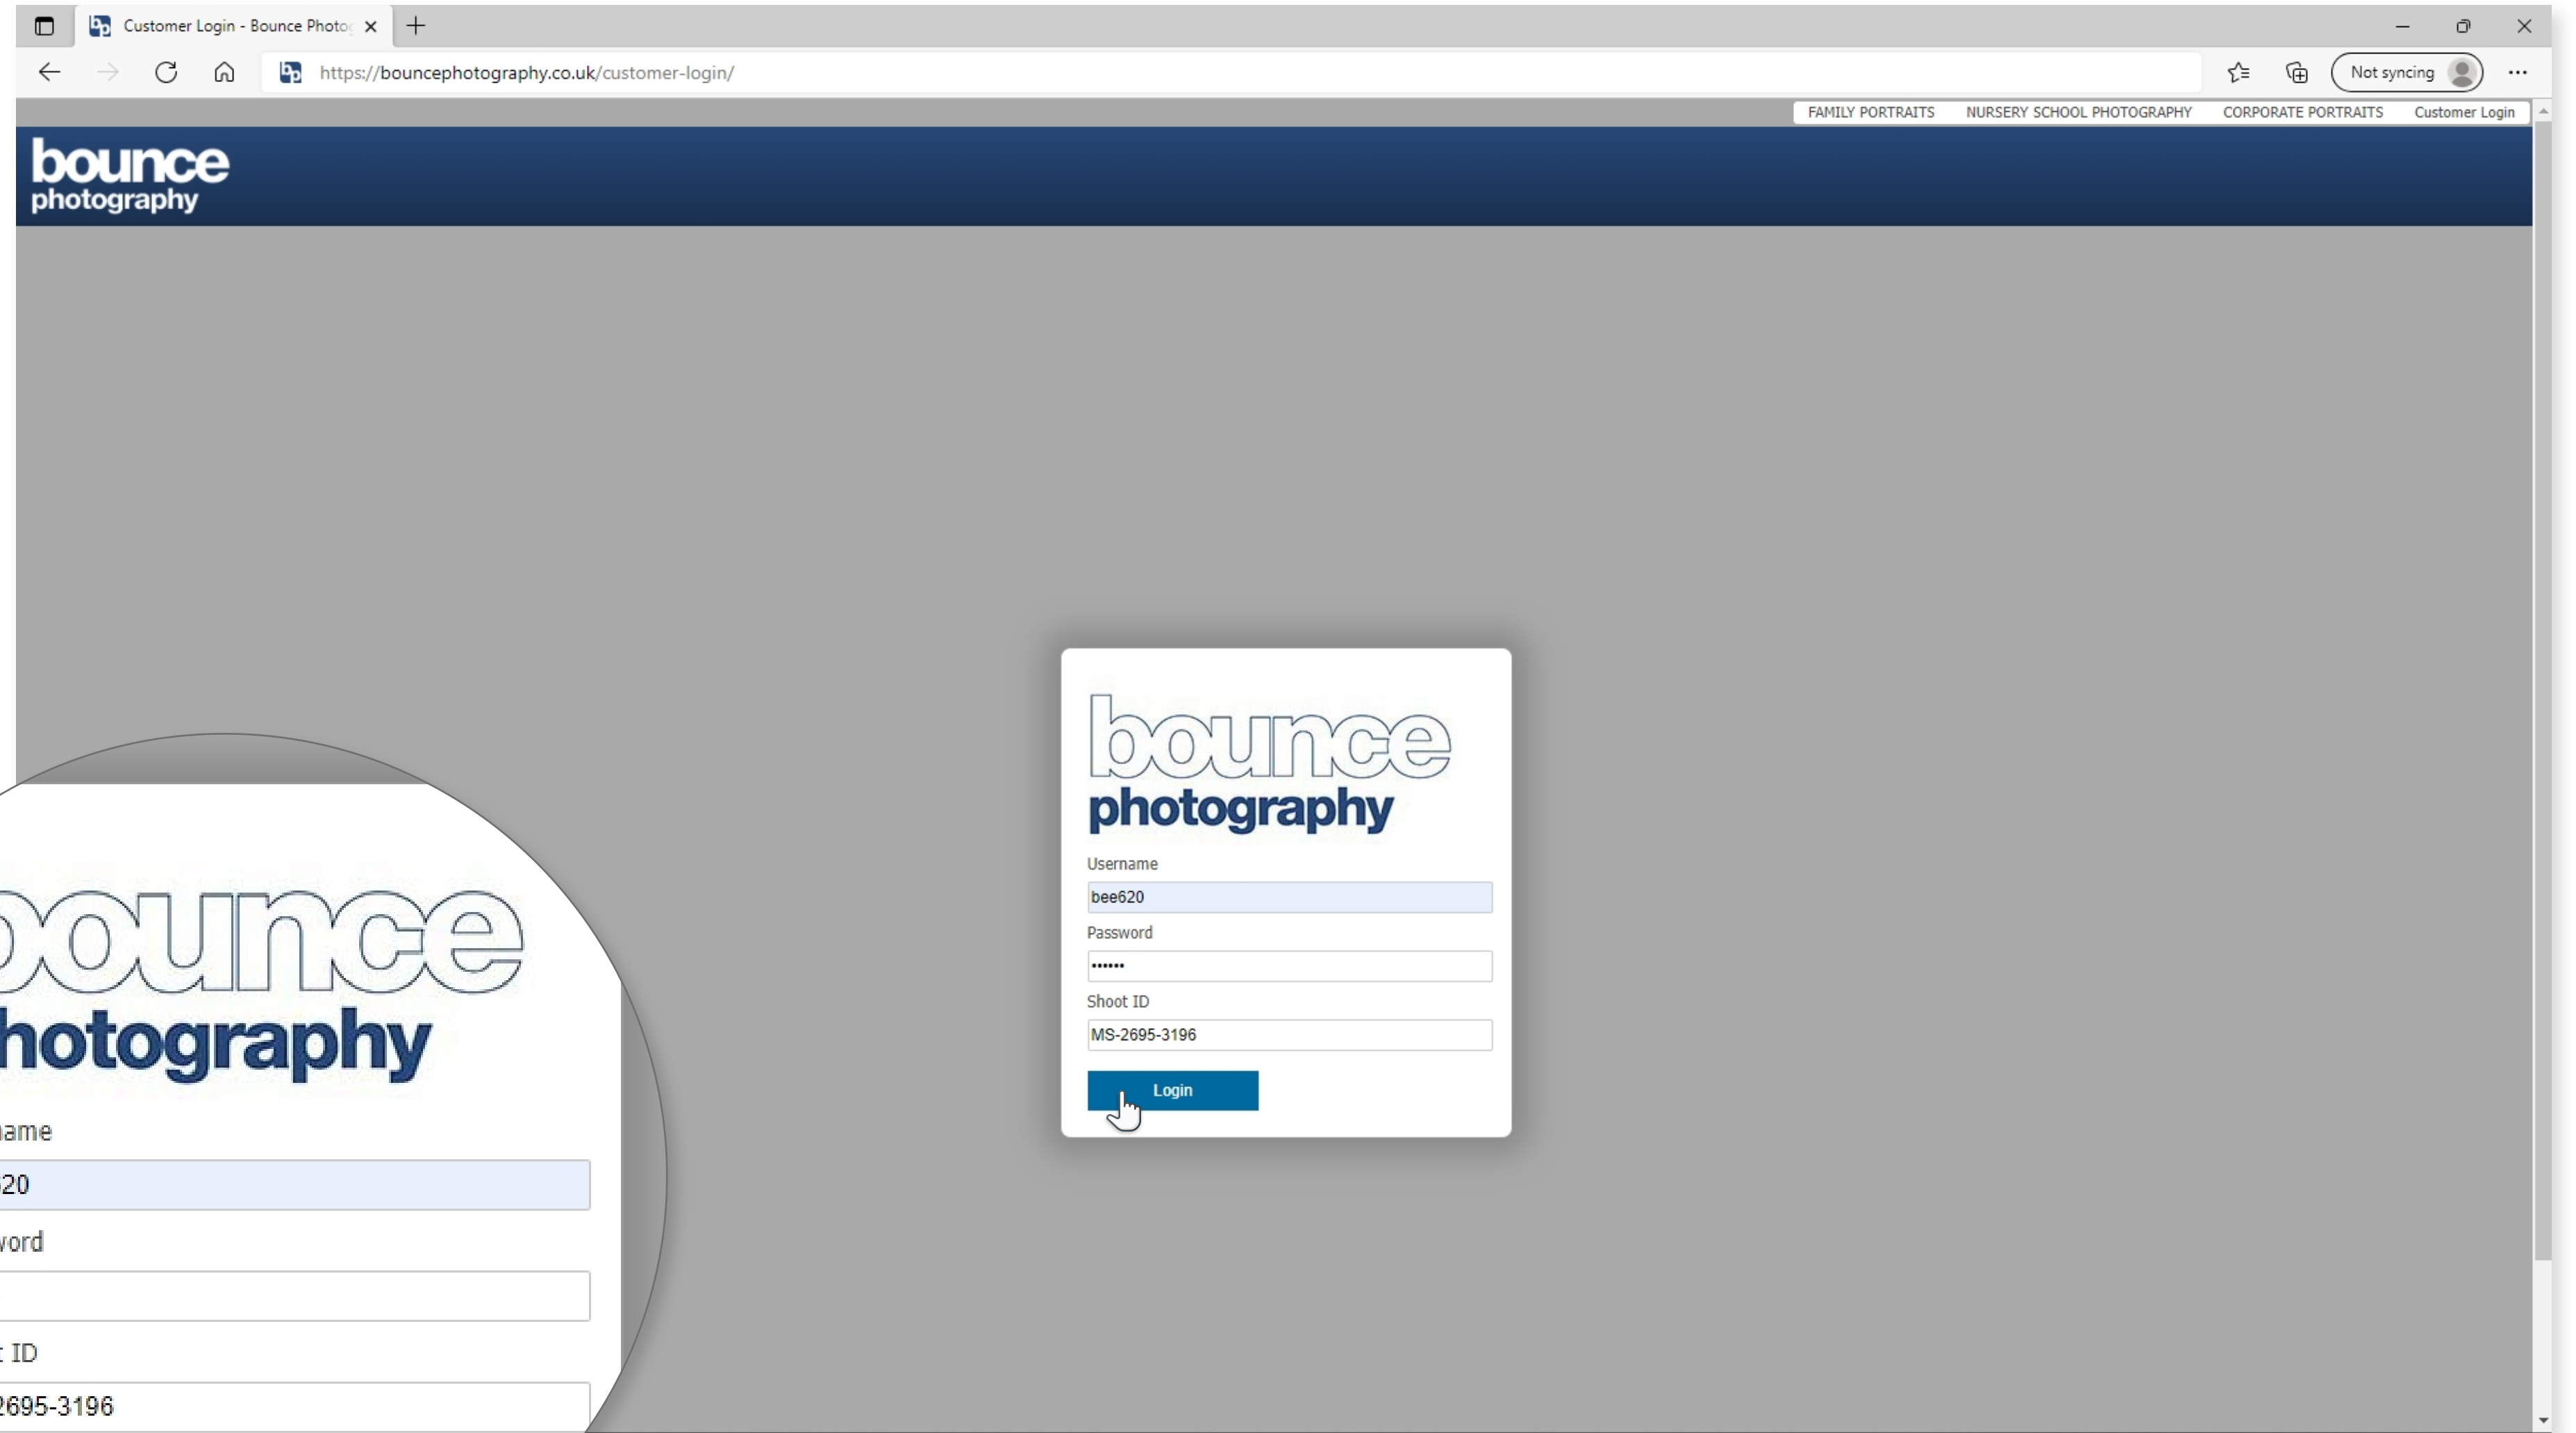 Customer Login - Bounce Photog
https://bouncephotography.co.uk/customer-login/
Not syncing
FAMILY PORTRAITS NURSERY SCHOOL PHOTOGRAPHY CORPORATE PORTRAITS Customer Login
bounce
photography
bounce
photography
Username
bee620
Password
••••••
Shoot ID
MS-2695-3196
Login
bounce
hotography
ame
20
word
t ID
2695-3196